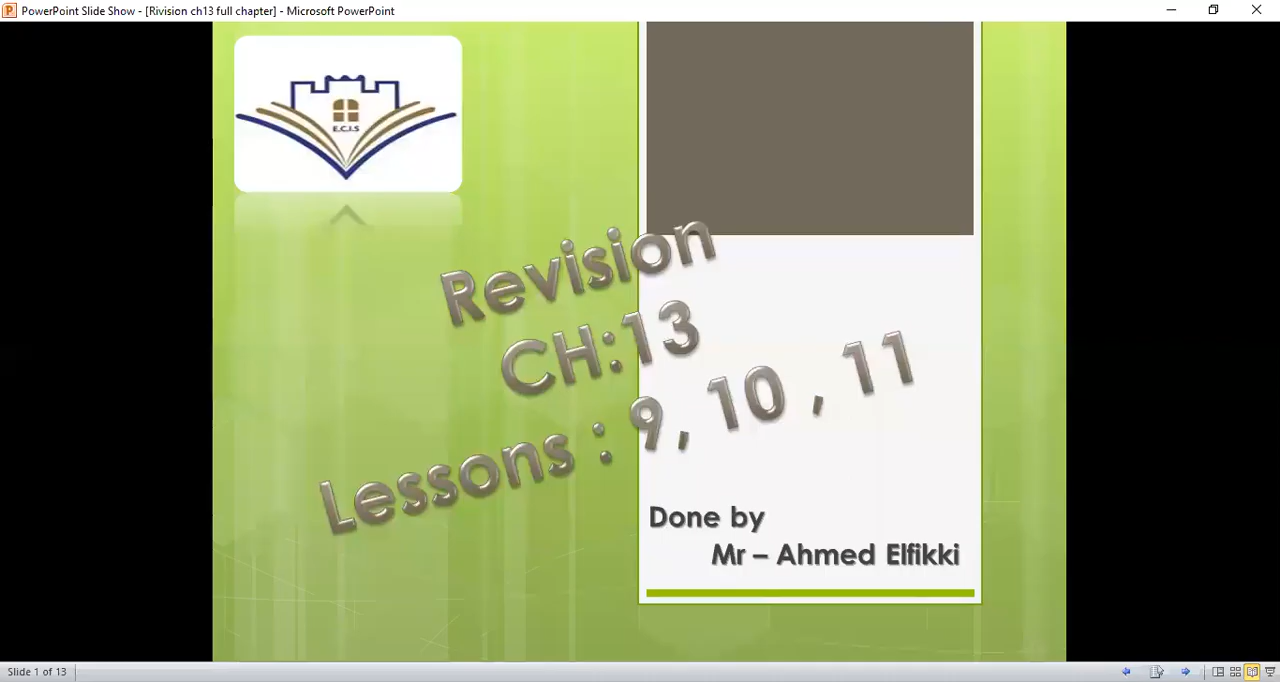 PowerPoint Slide Show - [Rivision ch13 full chapter] - Microsoft PowerPoint
E.C.I.S
Revision
CH:13
Lessons : 9, 10 , 11
Done by
Mr – Ahmed Elfikki
Slide 1 of 13